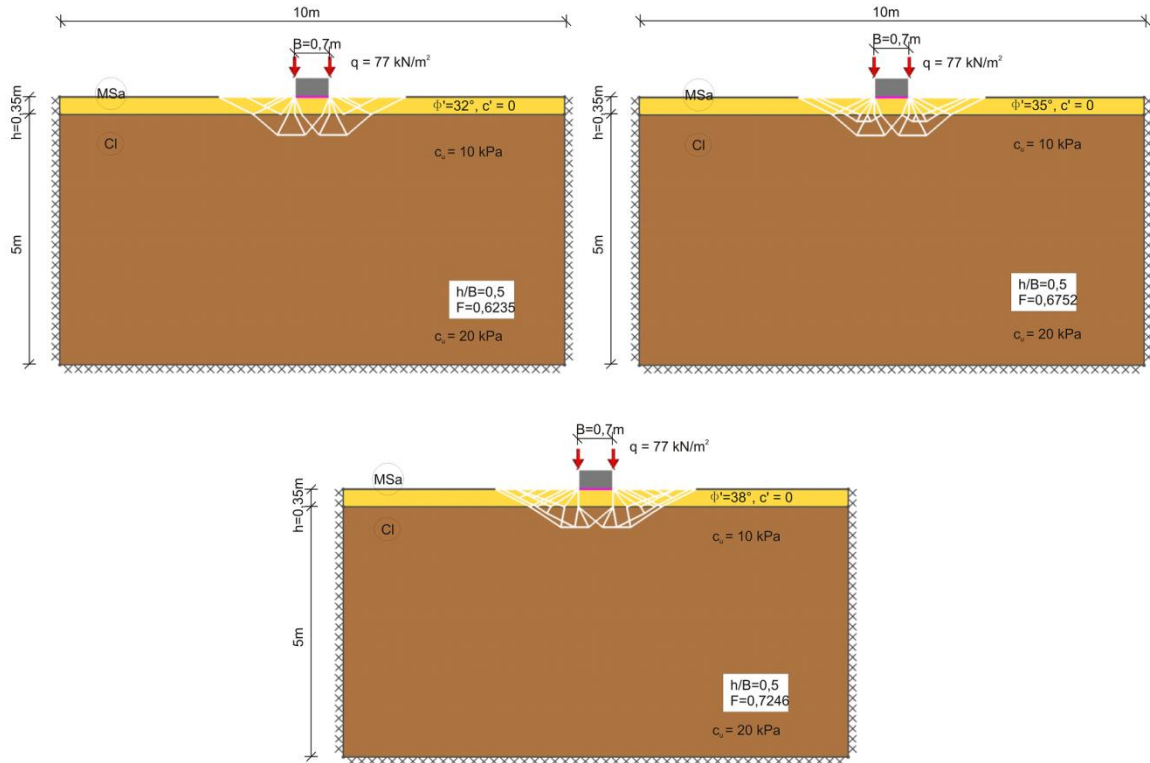 10m
B=0,7m
q = 77 kN/m²
MSa
h=0,35m
ϕ'=32°, c' = 0
Cl
cᵤ = 10 kPa
5m
h/B=0,5
F=0,6235
cᵤ = 20 kPa
10m
B=0,7m
q = 77 kN/m²
MSa
h=0,35m
ϕ'=35°, c' = 0
Cl
cᵤ = 10 kPa
5m
h/B=0,5
F=0,6752
cᵤ = 20 kPa
B=0,7m
q = 77 kN/m²
MSa
h=0,35m
ϕ'=38°, c' = 0
Cl
cᵤ = 10 kPa
5m
h/B=0,5
F=0,7246
cᵤ = 20 kPa